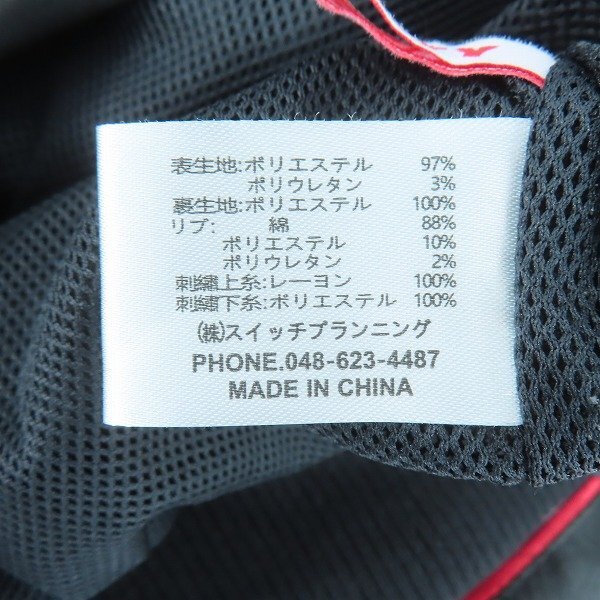 表生地:ポリエステル 97%
ポリウレタン 3%
裏生地:ポリエステル 100%
リブ: 綿 88%
ポリエステル 10%
ポリウレタン 2%
刺繍上糸:レーヨン 100%
刺繍下糸:ポリエステル 100%
㈱スイッチプランニング
PHONE.048-623-4487
MADE IN CHINA